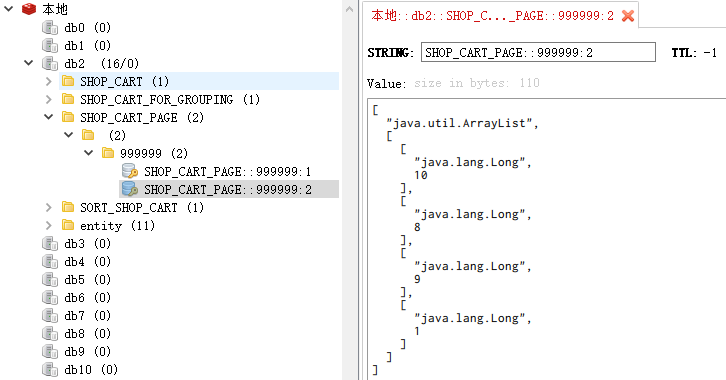 本地
db0 (0)
db1 (0)
db2 (16/0)
SHOP_CART (1)
SHOP_CART_FOR_GROUPING (1)
SHOP_CART_PAGE (2)
(2)
999999 (2)
SHOP_CART_PAGE::999999:1
SHOP_CART_PAGE::999999:2
SORT_SHOP_CART (1)
entity (11)
db3 (0)
db4 (0)
db5 (0)
db6 (0)
db7 (0)
db8 (0)
db9 (0)
db10 (0)
本地::db2::SHOP_C..._PAGE::999999:2
STRING: SHOP_CART_PAGE::999999:2 TTL: -1
Value: size in bytes: 110
[
"java.util.ArrayList",
[
[
"java.lang.Long",
10
],
[
"java.lang.Long",
8
],
[
"java.lang.Long",
9
],
[
"java.lang.Long",
1
]
]
]